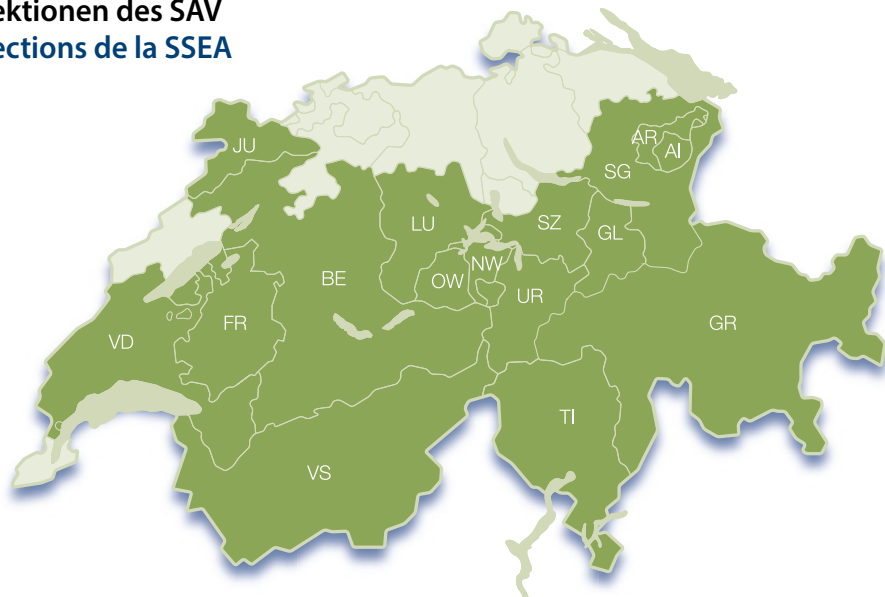 ektionen des SAV
ections de la SSEA
JU
AR
AI
SG
LU
SZ
GL
NW
OW
BE
UR
FR
GR
VD
TI
VS